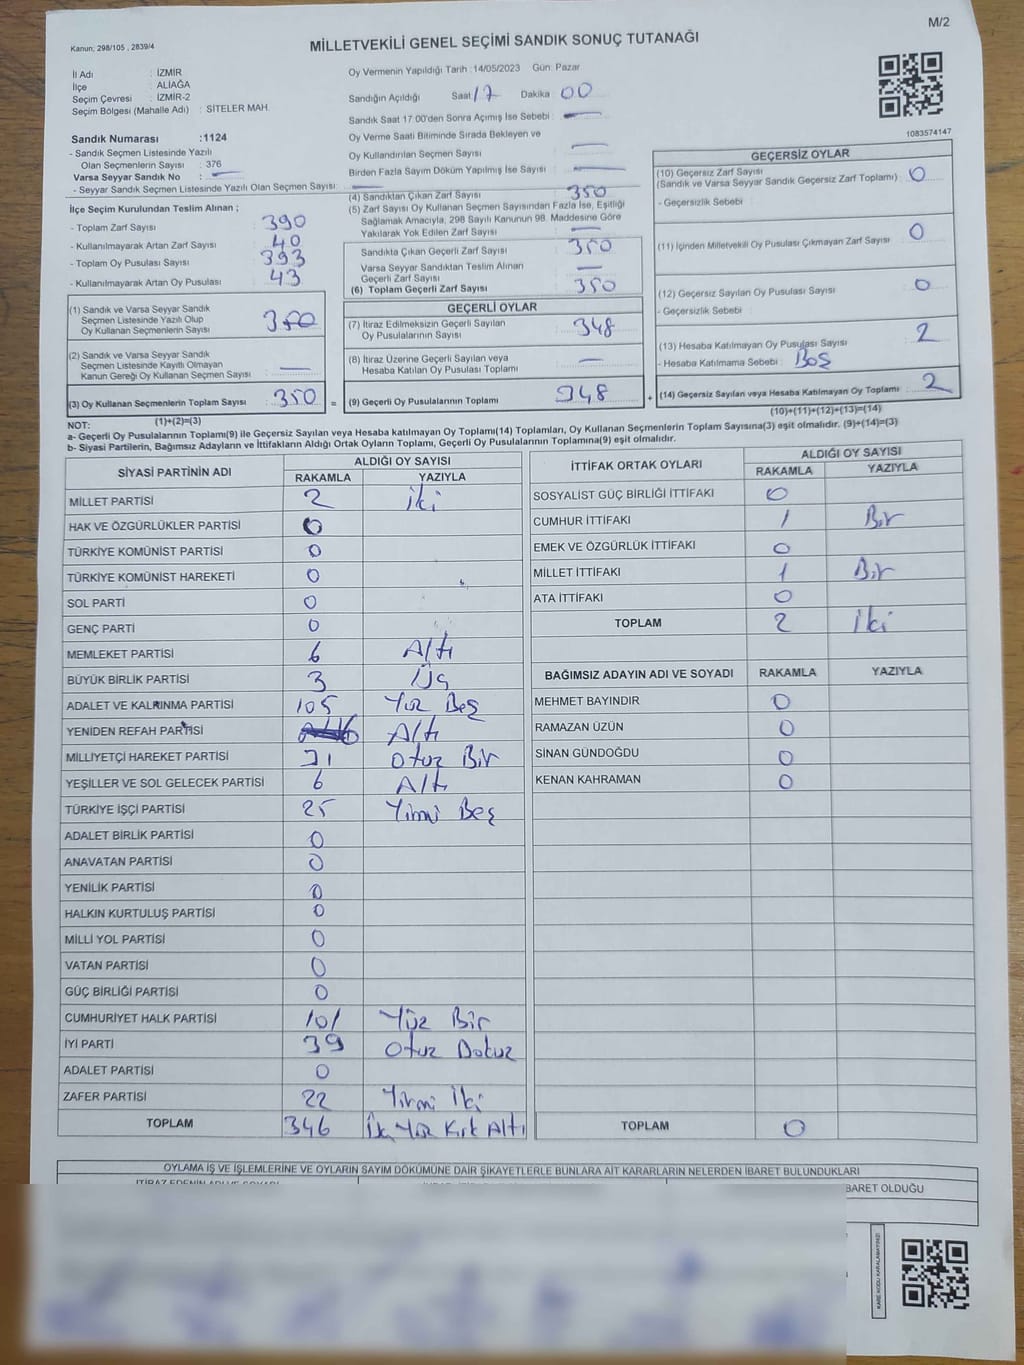 M/2
Kanun, 298/105 , 2839/4
MİLLETVEKİLİ GENEL SEÇİMİ SANDIK SONUÇ TUTANAĞI
İl Adı : İZMİR
İlçe : ALİAĞA
Seçim Çevresi : İZMİR-2
Seçim Bölgesi (Mahalle Adı) : SİTELER MAH.
Sandık Numarası :1124
- Sandık Seçmen Listesinde Yazılı
Olan Seçmenlerin Sayısı : 376
Varsa Seyyar Sandık No : —
- Seyyar Sandık Seçmen Listesinde Yazılı Olan Seçmen Sayısı: —
Oy Vermenin Yapıldığı Tarih :14/05/2023 Gün: Pazar
Sandığın Açıldığı Saat 17 Dakika 00
Sandık Saat 17:00'den Sonra Açımış İse Sebebi : —
Oy Verme Saati Bitiminde Sırada Bekleyen ve
Oy Kullandırılan Seçmen Sayısı —
Birden Fazla Sayım Döküm Yapılmış İse Sayısı : —
1083574147
İlçe Seçim Kurulundan Teslim Alınan ;
- Toplam Zarf Sayısı : 390
- Kullanılmayarak Artan Zarf Sayısı : 40
- Toplam Oy Pusulası Sayısı : 393
- Kullanılmayarak Artan Oy Pusulası : 43
(1) Sandık ve Varsa Seyyar Sandık
Seçmen Listesinde Yazılı Olup
Oy Kullanan Seçmenlerin Sayısı : 350
(2) Sandık ve Varsa Seyyar Sandık
Seçmen Listesinde Kayıtlı Olmayan
Kanun Gereği Oy Kullanan Seçmen Sayısı : —
(3) Oy Kullanan Seçmenlerin Toplam Sayısı : 350
(1)+(2)=(3)
(4) Sandıktan Çıkan Zarf Sayısı : 350
(5) Zarf Sayısı Oy Kullanan Seçmen Sayısından Fazla İse, Eşitliği
Sağlamak Amacıyla, 298 Sayılı Kanunun 98. Maddesine Göre
Yakılarak Yok Edilen Zarf Sayısı : —
Sandıkta Çıkan Geçerli Zarf Sayısı : 350
Varsa Seyyar Sandıktan Teslim Alınan
Geçerli Zarf Sayısı : —
(6) Toplam Geçerli Zarf Sayısı : 350
GEÇERLİ OYLAR
(7) İtiraz Edilmeksizin Geçerli Sayılan
Oy Pusulalarının Sayısı : 348
(8) İtiraz Üzerine Geçerli Sayılan veya
Hesaba Katılan Oy Pusulası Toplamı : —
= (9) Geçerli Oy Pusulalarının Toplamı : 348
GEÇERSİZ OYLAR
(10) Geçersiz Zarf Sayısı
(Sandık ve Varsa Seyyar Sandık Geçersiz Zarf Toplamı) : 0
- Geçersizlik Sebebi :
(11) İçinden Milletvekili Oy Pusulası Çıkmayan Zarf Sayısı : 0
(12) Geçersiz Sayılan Oy Pusulası Sayısı : 0
- Geçersizlik Sebebi :
(13) Hesaba Katılmayan Oy Pusulası Sayısı : 2
- Hesaba Katılmama Sebebi : Boş
+ (14) Geçersiz Sayılan veya Hesaba Katılmayan Oy Toplamı : 2
(10)+(11)+(12)+(13)=(14)
NOT:
a- Geçerli Oy Pusulalarının Toplamı(9) ile Geçersiz Sayılan veya Hesaba katılmayan Oy Toplamı(14) Toplamları, Oy Kullanan Seçmenlerin Toplam Sayısına(3) eşit olmalıdır. (9)+(14)=(3)
b- Siyasi Partilerin, Bağımsız Adayların ve İttifakların Aldığı Ortak Oyların Toplamı, Geçerli Oy Pusulalarının Toplamına(9) eşit olmalıdır.
SİYASİ PARTİNİN ADI ALDIĞI OY SAYISI
RAKAMLA YAZIYLA
MİLLET PARTİSİ 2 iki
HAK VE ÖZGÜRLÜKLER PARTİSİ 0
TÜRKİYE KOMÜNİST PARTİSİ 0
TÜRKİYE KOMÜNİST HAREKETİ 0
SOL PARTİ 0
GENÇ PARTİ 0
MEMLEKET PARTİSİ 6 Altı
BÜYÜK BİRLİK PARTİSİ 3 Üç
ADALET VE KALKINMA PARTİSİ 105 Yüz Beş
YENİDEN REFAH PARTİSİ 6 Altı
MİLLİYETÇİ HAREKET PARTİSİ 31 Otuz Bir
YEŞİLLER VE SOL GELECEK PARTİSİ 6 Altı
TÜRKİYE İŞÇİ PARTİSİ 25 Yirmi Beş
ADALET BİRLİK PARTİSİ 0
ANAVATAN PARTİSİ 0
YENİLİK PARTİSİ 0
HALKIN KURTULUŞ PARTİSİ 0
MİLLİ YOL PARTİSİ 0
VATAN PARTİSİ 0
GÜÇ BİRLİĞİ PARTİSİ 0
CUMHURİYET HALK PARTİSİ 101 Yüz Bir
İYİ PARTİ 39 Otuz Dokuz
ADALET PARTİSİ 0
ZAFER PARTİSİ 22 Yirmi İki
TOPLAM 346 Yüz Kırk Altı
İTTİFAK ORTAK OYLARI ALDIĞI OY SAYISI
RAKAMLA YAZIYLA
SOSYALİST GÜÇ BİRLİĞİ İTTİFAKI 0
CUMHUR İTTİFAKI 1 Bir
EMEK VE ÖZGÜRLÜK İTTİFAKI 0
MİLLET İTTİFAKI 1 Bir
ATA İTTİFAKI 0
TOPLAM 2 İki
BAĞIMSIZ ADAYIN ADI VE SOYADI RAKAMLA YAZIYLA
MEHMET BAYINDIR 0
RAMAZAN ÜZÜN 0
SİNAN GÜNDOĞDU 0
KENAN KAHRAMAN 0
TOPLAM 0
OYLAMA İŞ VE İŞLEMLERİNE VE OYLARIN SAYIM DÖKÜMÜNE DAİR ŞİKAYETLERLE BUNLARA AİT KARARLARIN NELERDEN İBARET BULUNDUKLARI
BARET OLDUĞU
KARE KODU KARALAMAYINIZ!